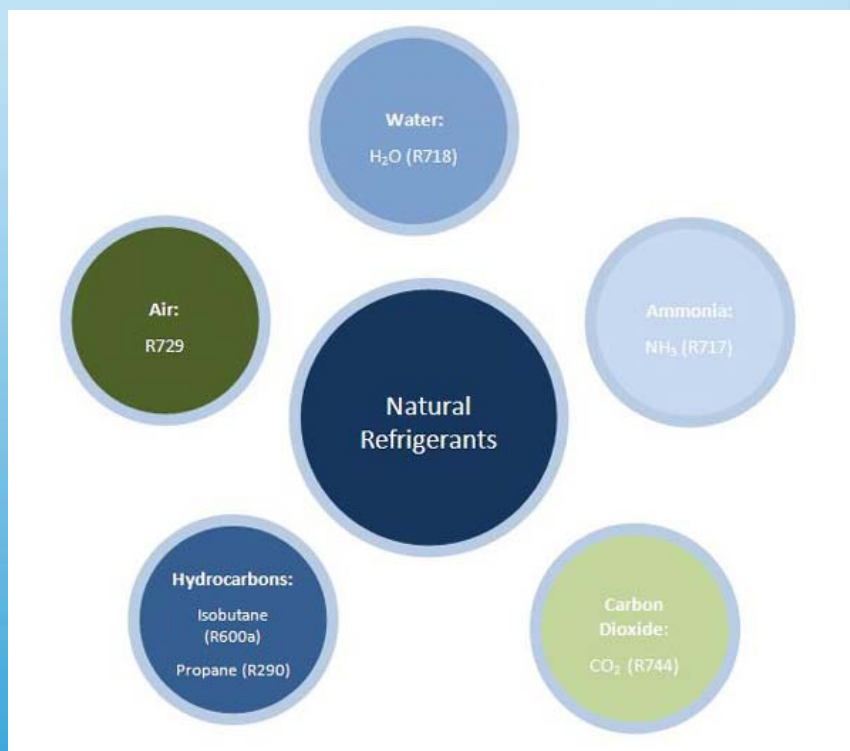 Water:
H₂O (R718)
Air:
R729
Ammonia:
NH₃ (R717)
Natural
Refrigerants
Hydrocarbons:
Isobutane
(R600a)
Propane (R290)
Carbon
Dioxide:
CO₂ (R744)